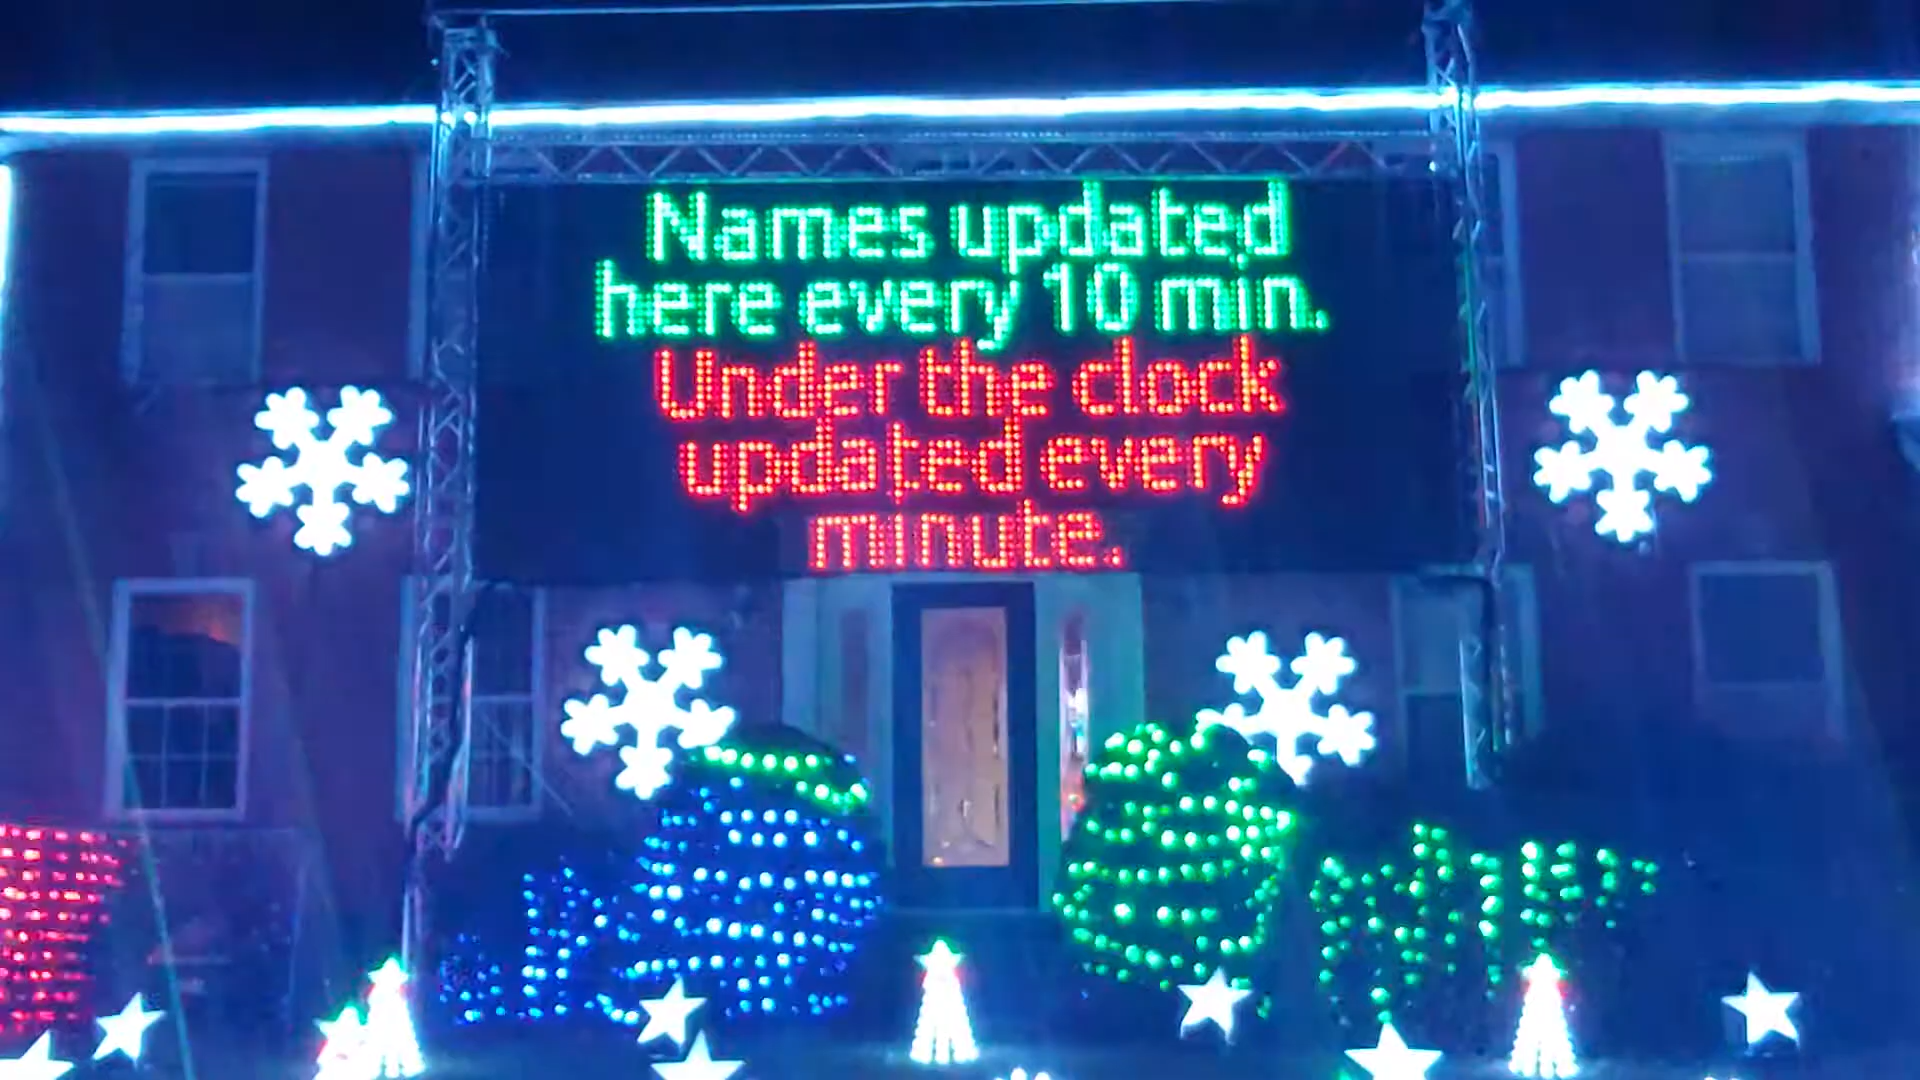 Names updated
here every 10 min.
Under the clock
updated every
minute.